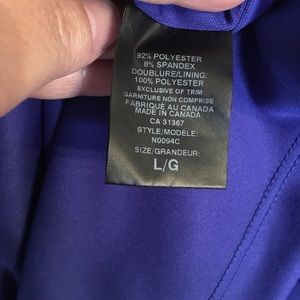 92% POLYESTER
8% SPANDEX
DOUBLURE/LINING:
100% POLYESTER
EXCLUSIVE OF TRIM
GARNITURE NON COMPRISE
FABRIQUÉ AU CANADA
MADE IN CANADA
CA 31367
STYLE/MODÈLE:
N0094C
SIZE/GRANDEUR:
L/G